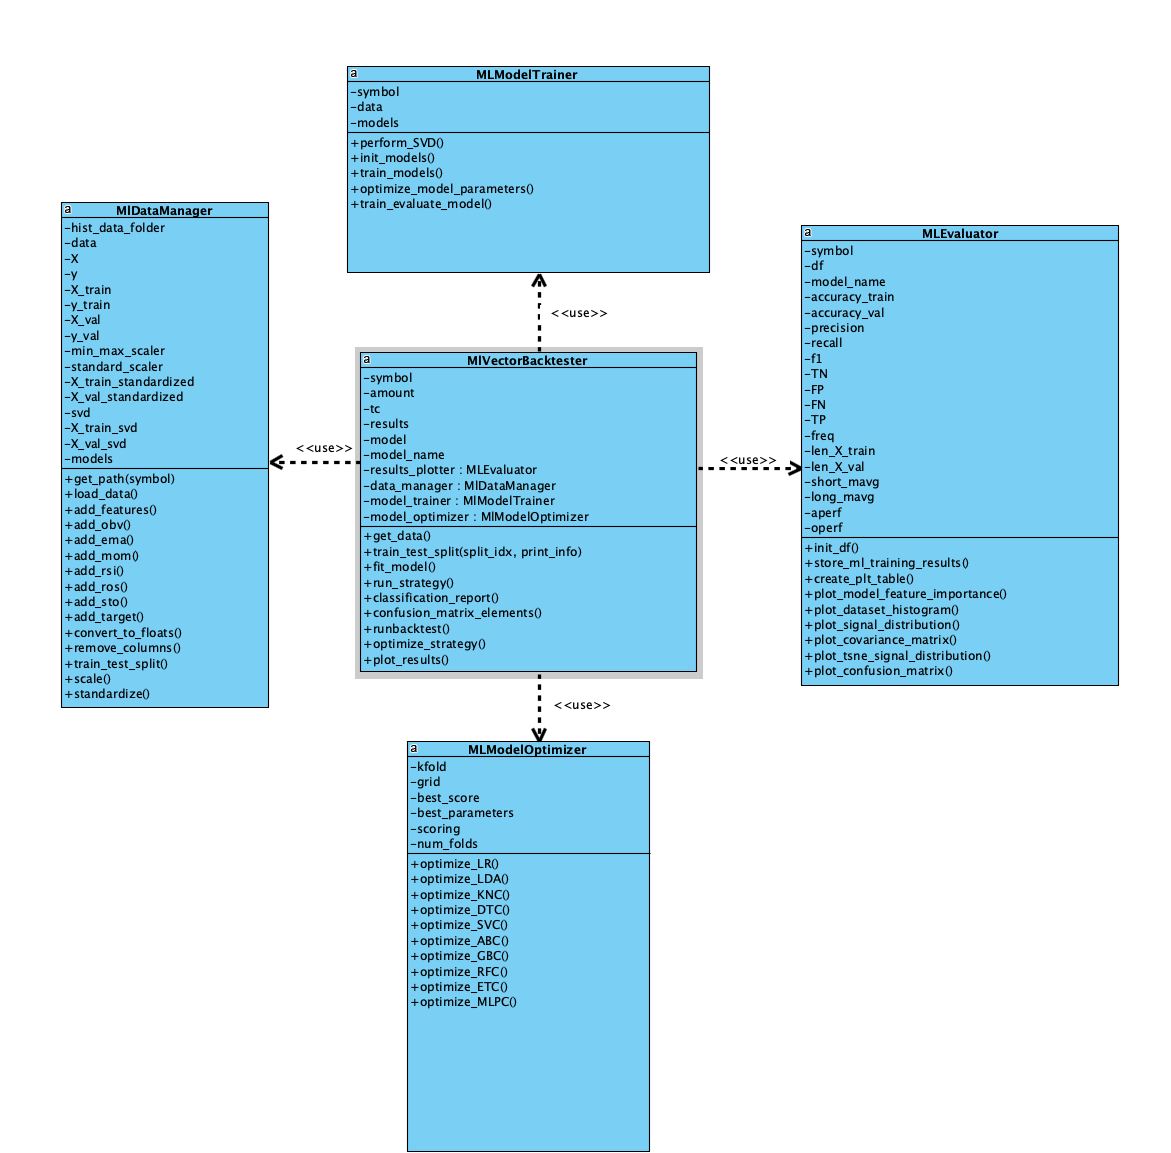 a
MLModelTrainer
-symbol
-data
-models
+perform_SVD()
+init_models()
+train_models()
+optimize_model_parameters()
+train_evaluate_model()
a
MlDataManager
-hist_data_folder
-data
-X
-y
-X_train
-y_train
-X_val
-y_val
-min_max_scaler
-standard_scaler
-X_train_standardized
-X_val_standardized
-svd
-X_train_svd
-X_val_svd
-models
+get_path(symbol)
+load_data()
+add_features()
+add_obv()
+add_ema()
+add_mom()
+add_rsi()
+add_ros()
+add_sto()
+add_target()
+convert_to_floats()
+remove_columns()
+train_test_split()
+scale()
+standardize()
<<use>>
<<use>>
a
MlVectorBacktester
-symbol
-amount
-tc
-results
-model
-model_name
-results_plotter : MLEvaluator
-data_manager : MlDataManager
-model_trainer : MlModelTrainer
-model_optimizer : MlModelOptimizer
+get_data()
+train_test_split(split_idx, print_info)
+fit_model()
+run_strategy()
+classification_report()
+confusion_matrix_elements()
+runbacktest()
+optimize_strategy()
+plot_results()
<<use>>
a
MLEvaluator
-symbol
-df
-model_name
-accuracy_train
-accuracy_val
-precision
-recall
-f1
-TN
-FP
-FN
-TP
-freq
-len_X_train
-len_X_val
-short_mavg
-long_mavg
-aperf
-operf
+init_df()
+store_ml_training_results()
+create_plt_table()
+plot_model_feature_importance()
+plot_dataset_histogram()
+plot_signal_distribution()
+plot_covariance_matrix()
+plot_tsne_signal_distribution()
+plot_confusion_matrix()
<<use>>
a
MLModelOptimizer
-kfold
-grid
-best_score
-best_parameters
-scoring
-num_folds
+optimize_LR()
+optimize_LDA()
+optimize_KNC()
+optimize_DTC()
+optimize_SVC()
+optimize_ABC()
+optimize_GBC()
+optimize_RFC()
+optimize_ETC()
+optimize_MLPC()